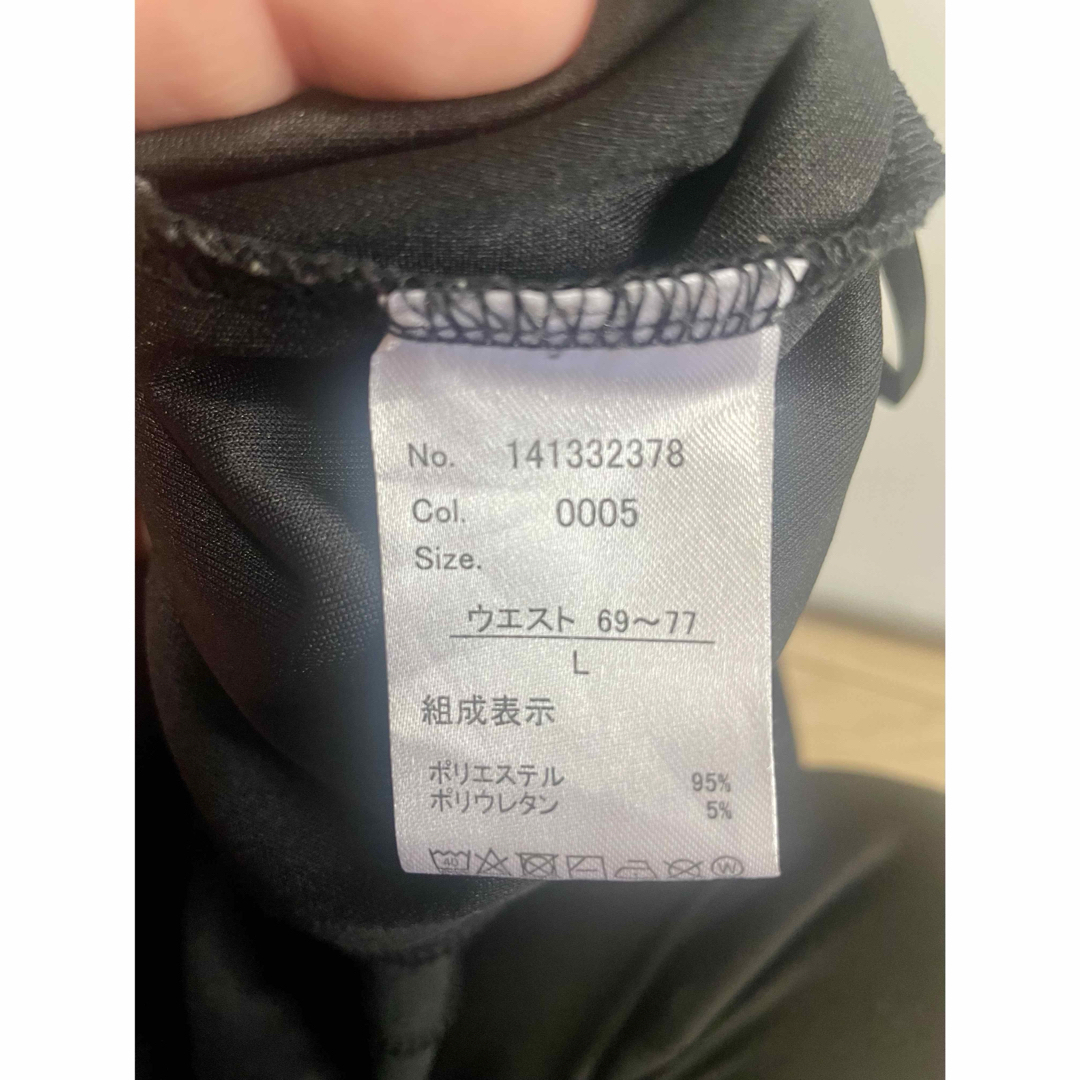 No. 141332378
Col. 0005
Size.
ウエスト 69～77
L
組成表示
ポリエステル 95%
ポリウレタン 5%
40 W